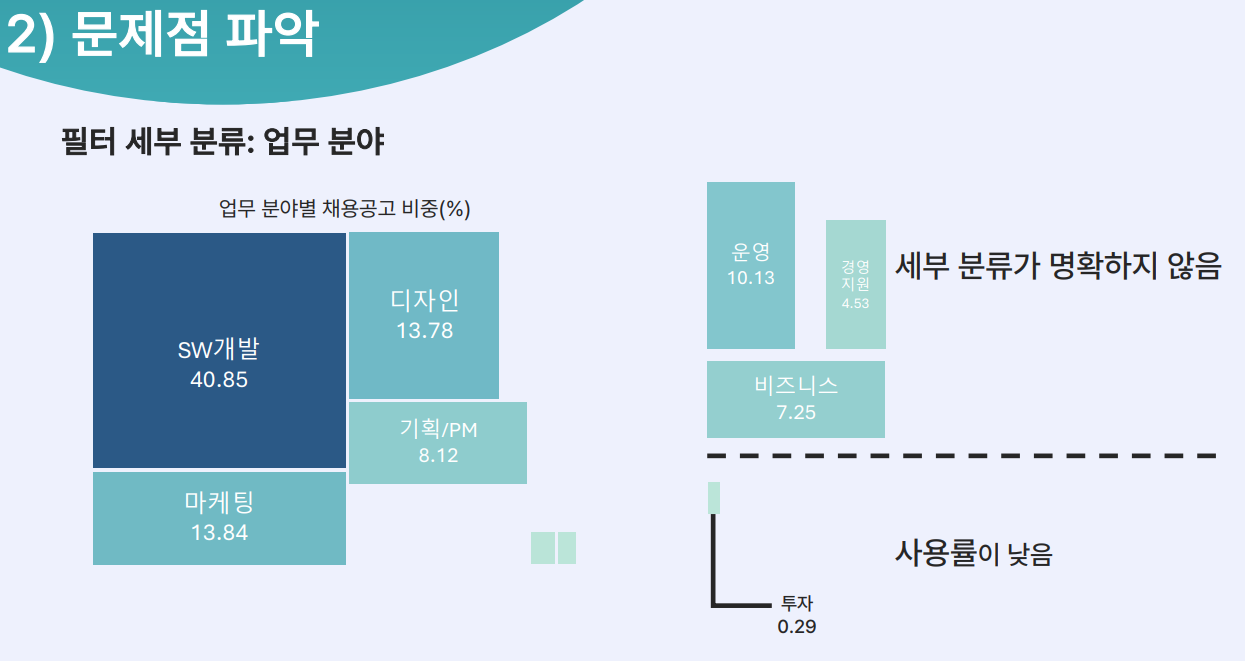 2) 문제점 파악
필터 세부 분류: 업무 분야
업무 분야별 채용공고 비중(%)
SW개발
40.85
디자인
13.78
기획/PM
8.12
마케팅
13.84
운영
10.13
경영
지원
4.53
세부 분류가 명확하지 않음
비즈니스
7.25
사용률이 낮음
투자
0.29